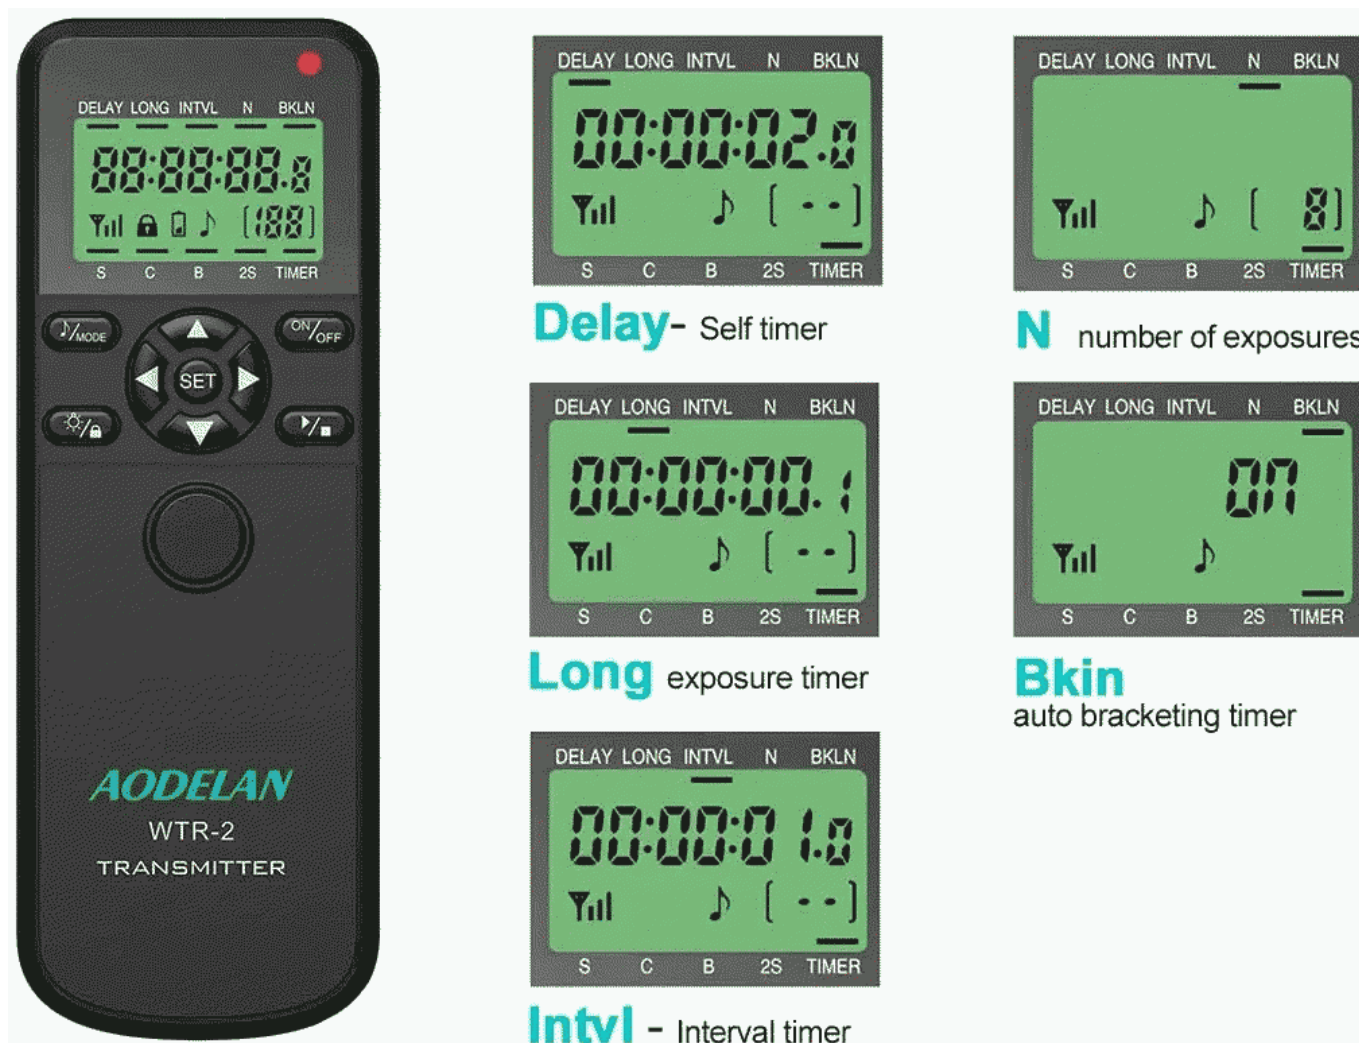 DELAY LONG INTVL N BKLN
88:88:88.8
[188]
S C B 2S TIMER
♪/MODE
ON/OFF
SET
AODELAN
WTR-2
TRANSMITTER
DELAY LONG INTVL N BKLN
00:00:02.0
[--]
S C B 2S TIMER
Delay- Self timer
DELAY LONG INTVL N BKLN
00:00:00.1
[--]
S C B 2S TIMER
Long exposure timer
DELAY LONG INTVL N BKLN
00:00:01.0
[--]
S C B 2S TIMER
Intvl - Interval timer
DELAY LONG INTVL N BKLN
[ 8]
S C B 2S TIMER
N number of exposures
DELAY LONG INTVL N BKLN
on
S C B 2S TIMER
Bkin
auto bracketing timer